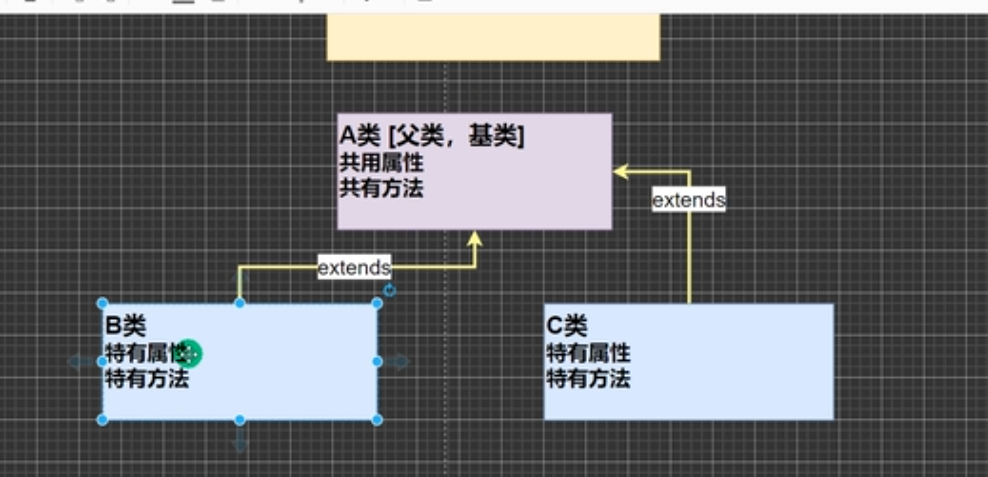 A类 [父类，基类]
共用属性
共有方法
extends
extends
B类
特有属性
特有方法
C类
特有属性
特有方法